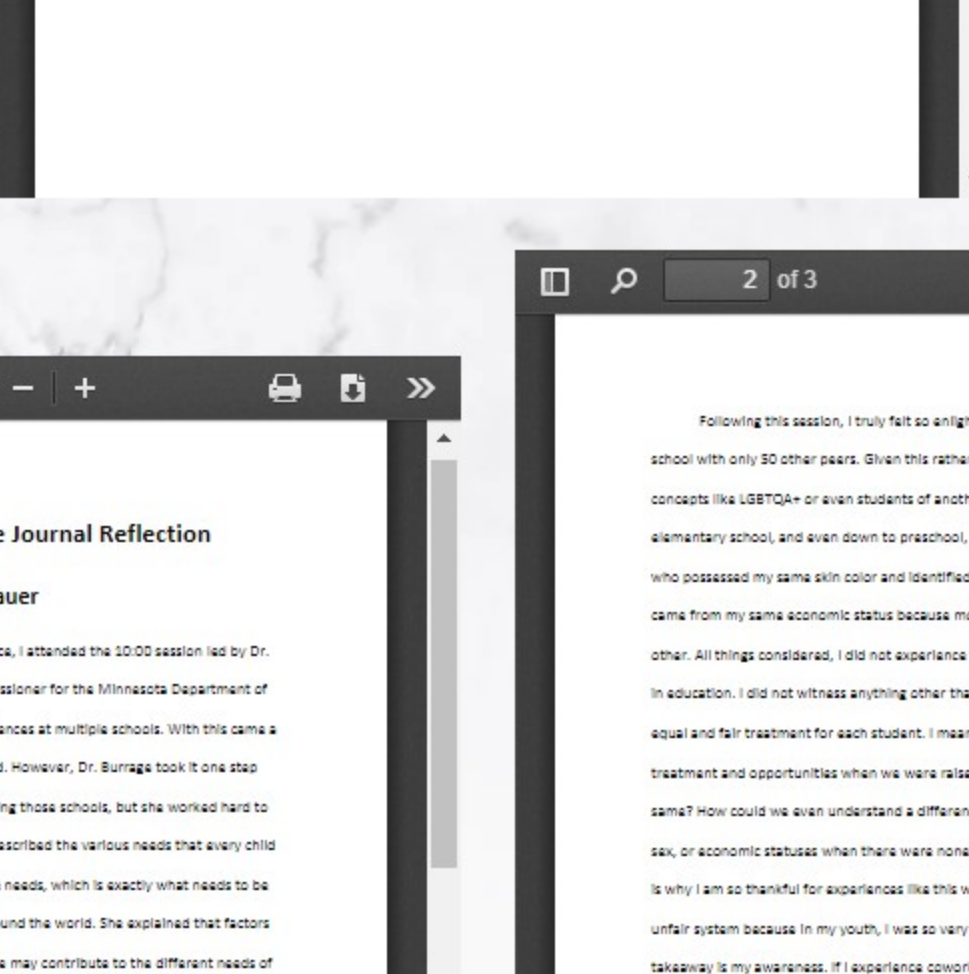 2 of 3
e Journal Reflection
auer
ce, I attended the 10:00 session led by Dr.
ssioner for the Minnesota Department of
ences at multiple schools. With this came a
d. However, Dr. Burrage took it one step
ing those schools, but she worked hard to
escribed the various needs that every child
needs, which is exactly what needs to be
und the world. She explained that factors
e may contribute to the different needs of
Following this session, I truly felt so enligh
school with only 50 other peers. Given this rathe
concepts like LGBTQA+ or even students of anoth
elementary school, and even down to preschool,
who possessed my same skin color and identified
came from my same economic status because mo
other. All things considered, I did not experience
in education. I did not witness anything other tha
equal and fair treatment for each student. I mean
treatment and opportunities when we were raise
same? How could we even understand a differen
sex, or economic statuses when there were none
is why I am so thankful for experiences like this w
unfair system because in my youth, I was so very
takeaway is my awareness. If I experience cowor